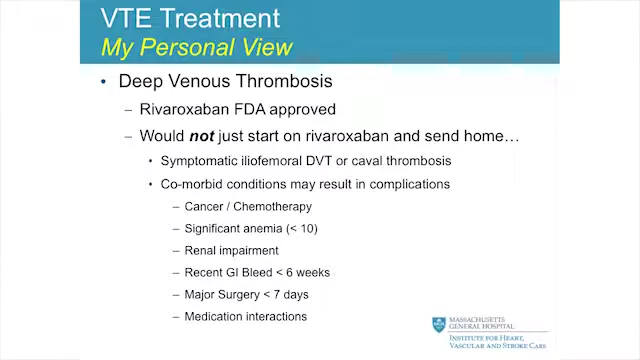 VTE Treatment
My Personal View
• Deep Venous Thrombosis
– Rivaroxaban FDA approved
– Would not just start on rivaroxaban and send home…
• Symptomatic iliofemoral DVT or caval thrombosis
• Co-morbid conditions may result in complications
– Cancer / Chemotherapy
– Significant anemia (< 10)
– Renal impairment
– Recent GI Bleed < 6 weeks
– Major Surgery < 7 days
– Medication interactions
MASSACHUSETTS
GENERAL HOSPITAL
INSTITUTE FOR HEART,
VASCULAR AND STROKE CARE